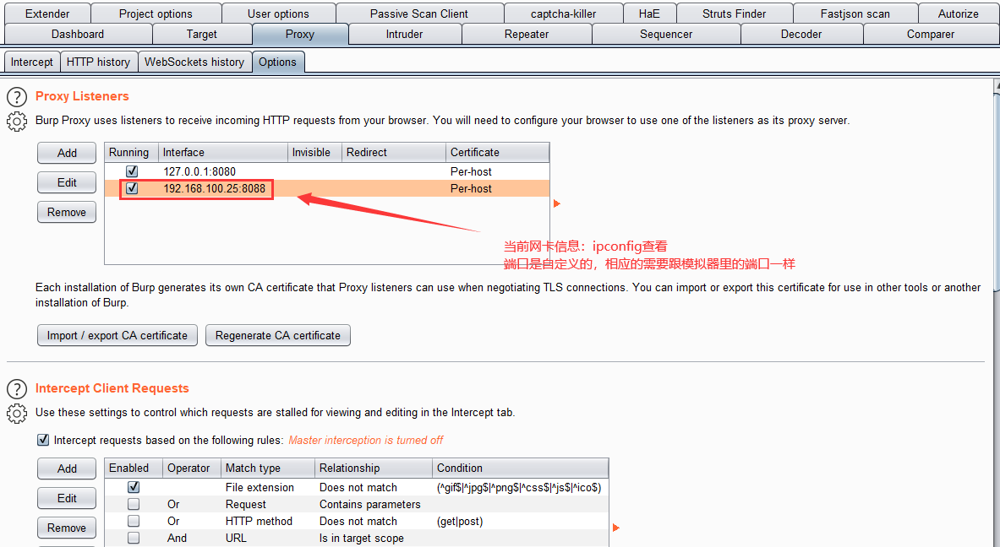 Extender Project options User options Passive Scan Client captcha-killer HaE Struts Finder Fastjson scan Autorize
Dashboard Target Proxy Intruder Repeater Sequencer Decoder Comparer
Intercept HTTP history WebSockets history Options
? Proxy Listeners
Burp Proxy uses listeners to receive incoming HTTP requests from your browser. You will need to configure your browser to use one of the listeners as its proxy server.
Add Running Interface Invisible Redirect Certificate
127.0.0.1:8080 Per-host
Edit 192.168.100.25:8088 Per-host
Remove
当前网卡信息：ipconfig查看
端口是自定义的，相应的需要跟模拟器里的端口一样
Each installation of Burp generates its own CA certificate that Proxy listeners can use when negotiating TLS connections. You can import or export this certificate for use in other tools or another
installation of Burp.
Import / export CA certificate Regenerate CA certificate
? Intercept Client Requests
Use these settings to control which requests are stalled for viewing and editing in the Intercept tab.
Intercept requests based on the following rules: Master interception is turned off
Add Enabled Operator Match type Relationship Condition
File extension Does not match (^gif$|^jpg$|^png$|^css$|^js$|^ico$)
Edit Or Request Contains parameters
Or HTTP method Does not match (get|post)
Remove And URL Is in target scope